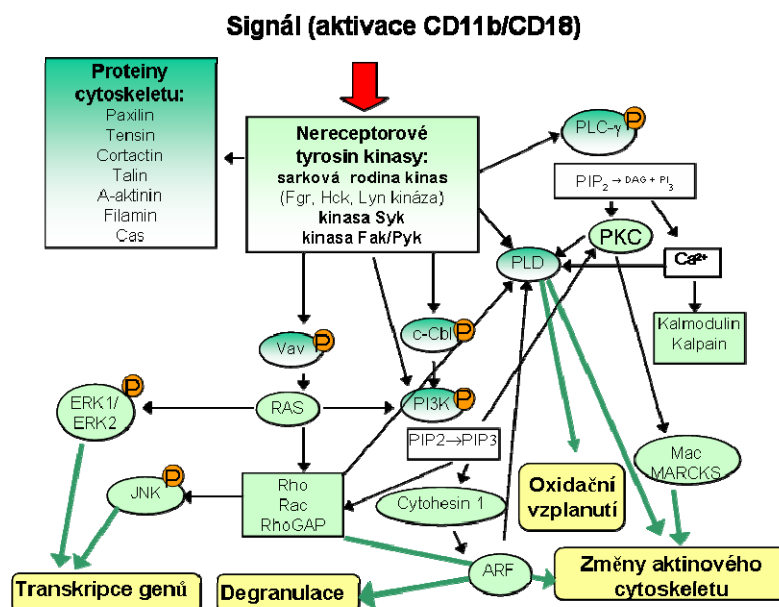 Signál (aktivace CD11b/CD18)
Proteiny
cytoskeletu:
Paxilin
Tensin
Cortactin
Talin
A-aktinin
Filamin
Cas
Nereceptorové
tyrosin kinasy:
sarková rodina kinas
(Fgr, Hck, Lyn kináza)
kinasa Syk
kinasa Fak/Pyk
PLC-γ P
PIP2 → DAG + PI3
PKC
PLD
Ca2+
Kalmodulin
Kalpain
Vav P
c-Cbl P
ERK1/
ERK2 P
RAS
PI3K P
PIP2→PIP3
Mac
MARCKS
JNK P
Rho
Rac
RhoGAP
Cytohesin 1
Oxidační
vzplanutí
ARF
Transkripce genů
Degranulace
Změny aktinového
cytoskeletu